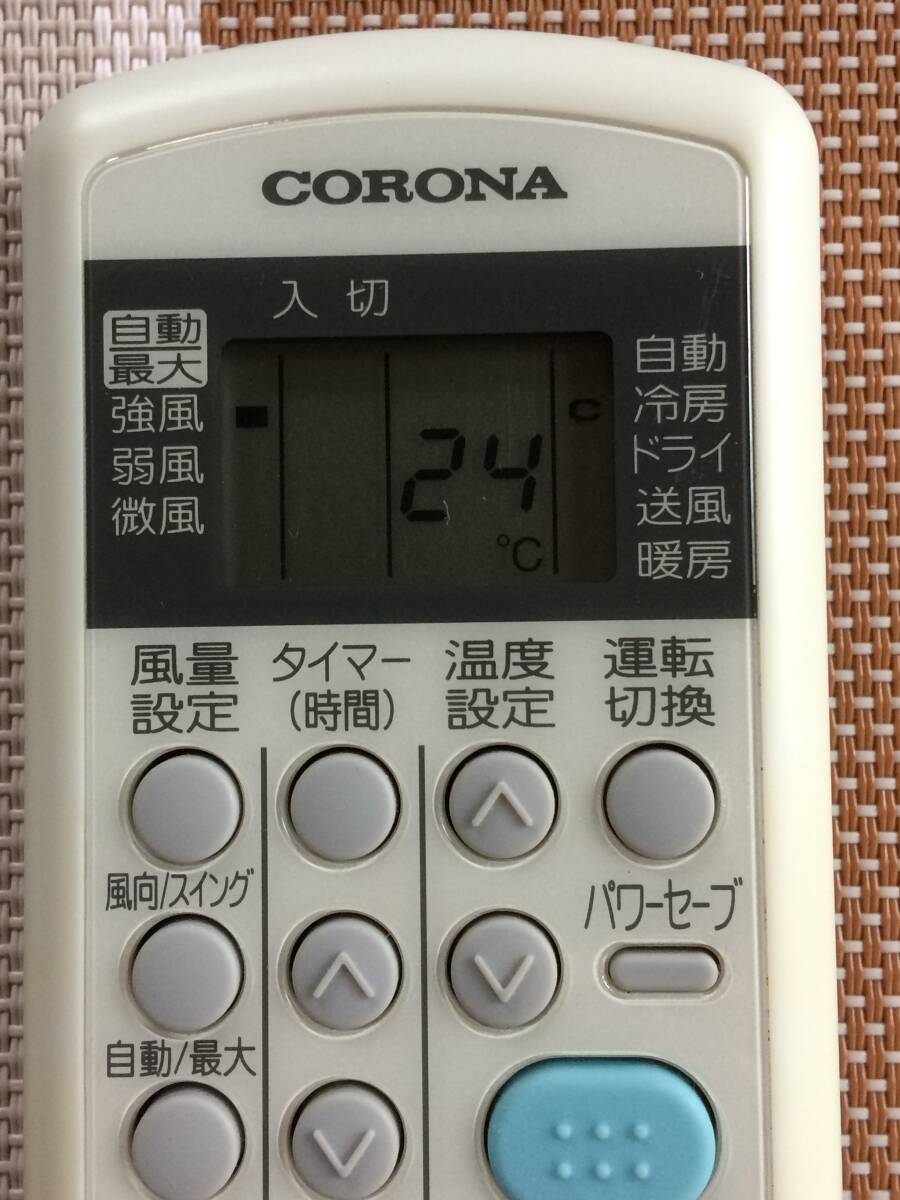 CORONA
入 切
自動
最大
強風
弱風
微風
24
℃
C
自動
冷房
ドライ
送風
暖房
風量
設定
タイマー
(時間)
温度
設定
運転
切換
風向/スイング
パワーセーブ
自動/最大